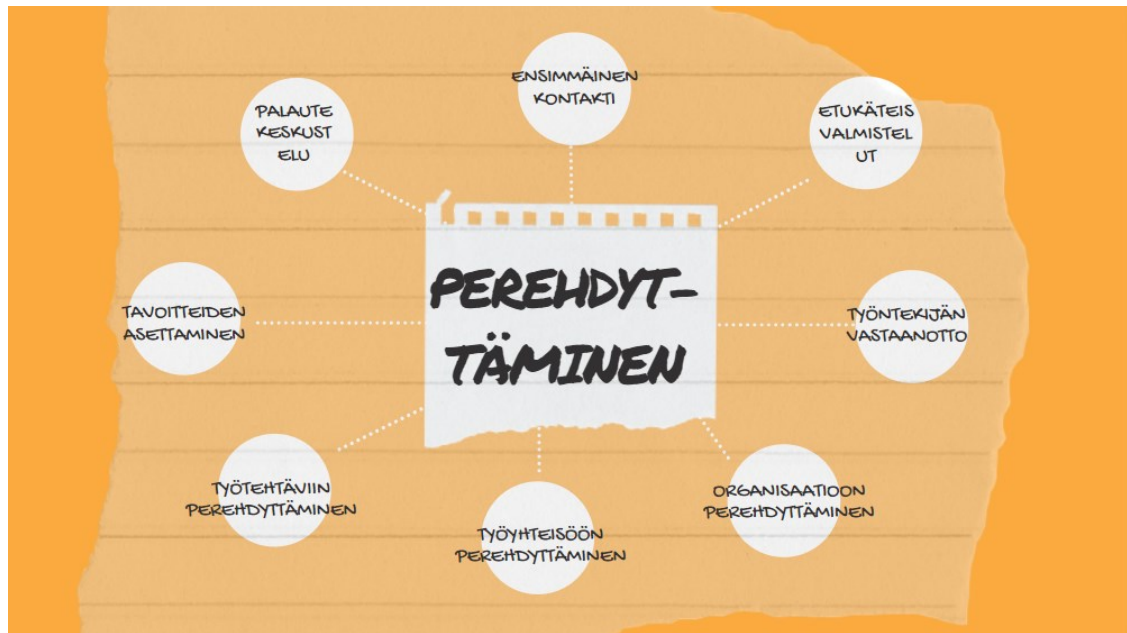 ENSIMMÄINEN
KONTAKTI
ETUKÄTEIS
VALMISTEL
UT
TYÖNTEKIJÄN
VASTAANOTTO
ORGANISAATIOON
PEREHDYTTÄMINEN
TYÖYHTEISÖÖN
PEREHDYTTÄMINEN
TYÖTEHTÄVIIN
PEREHDYTTÄMINEN
TAVOITTEIDEN
ASETTAMINEN
PALAUTE
KESKUST
ELU
PEREHDYT-
TÄMINEN